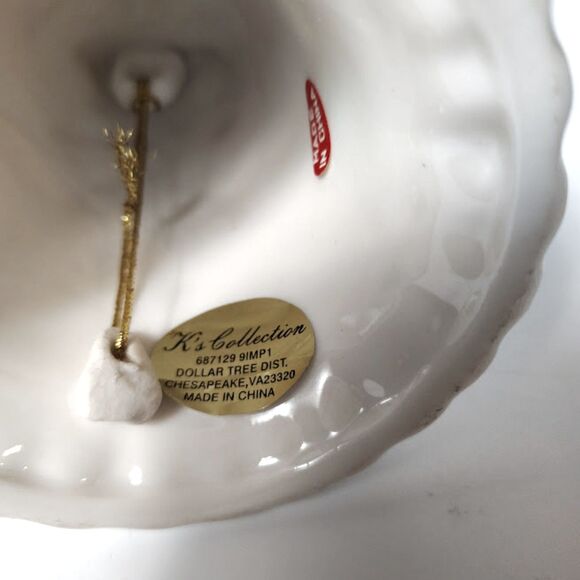 MADE
IN CHINA
K's Collection
687129 9IMP1
DOLLAR TREE DIST.
CHESAPEAKE,VA23320
MADE IN CHINA